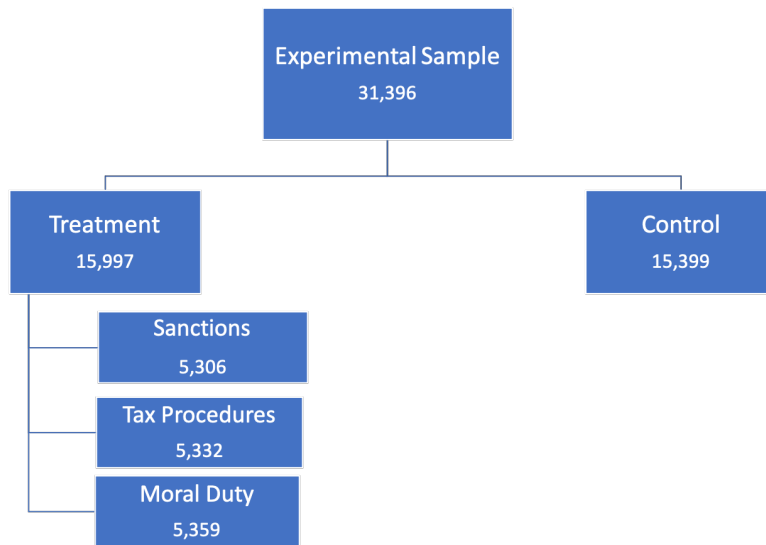 Experimental Sample
31,396
Treatment
15,997
Control
15,399
Sanctions
5,306
Tax Procedures
5,332
Moral Duty
5,359